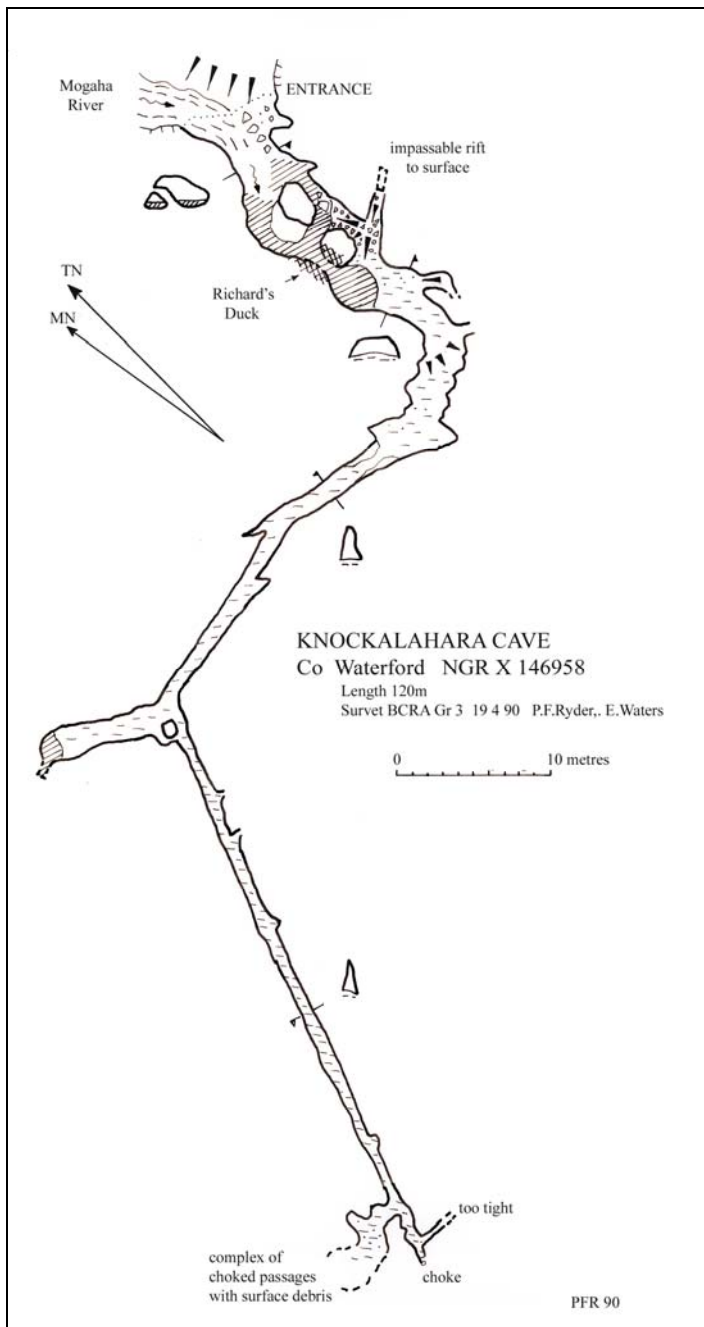 Mogaha
River
ENTRANCE
impassable rift
to surface
TN
MN
Richard's
Duck
KNOCKALAHARA CAVE
Co Waterford NGR X 146958
Length 120m
Survet BCRA Gr 3 19 4 90 P.F.Ryder,. E.Waters
0 10 metres
too tight
complex of
choked passages
with surface debris
choke
PFR 90